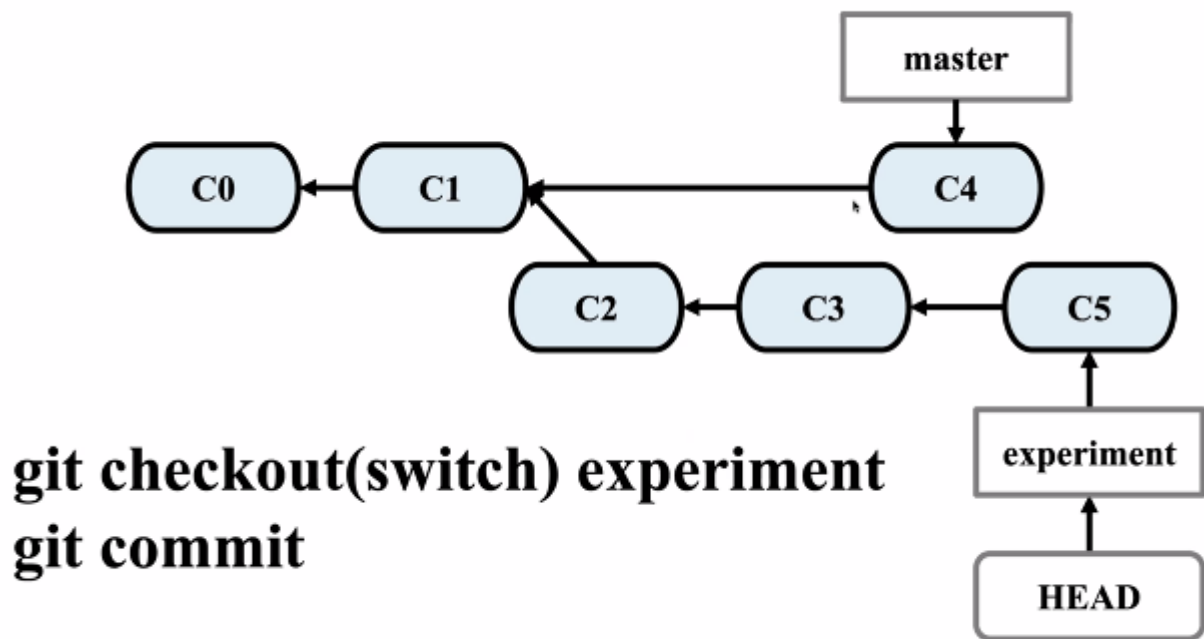 master
C0
C1
C4
C2
C3
C5
experiment
git checkout(switch) experiment
git commit
HEAD